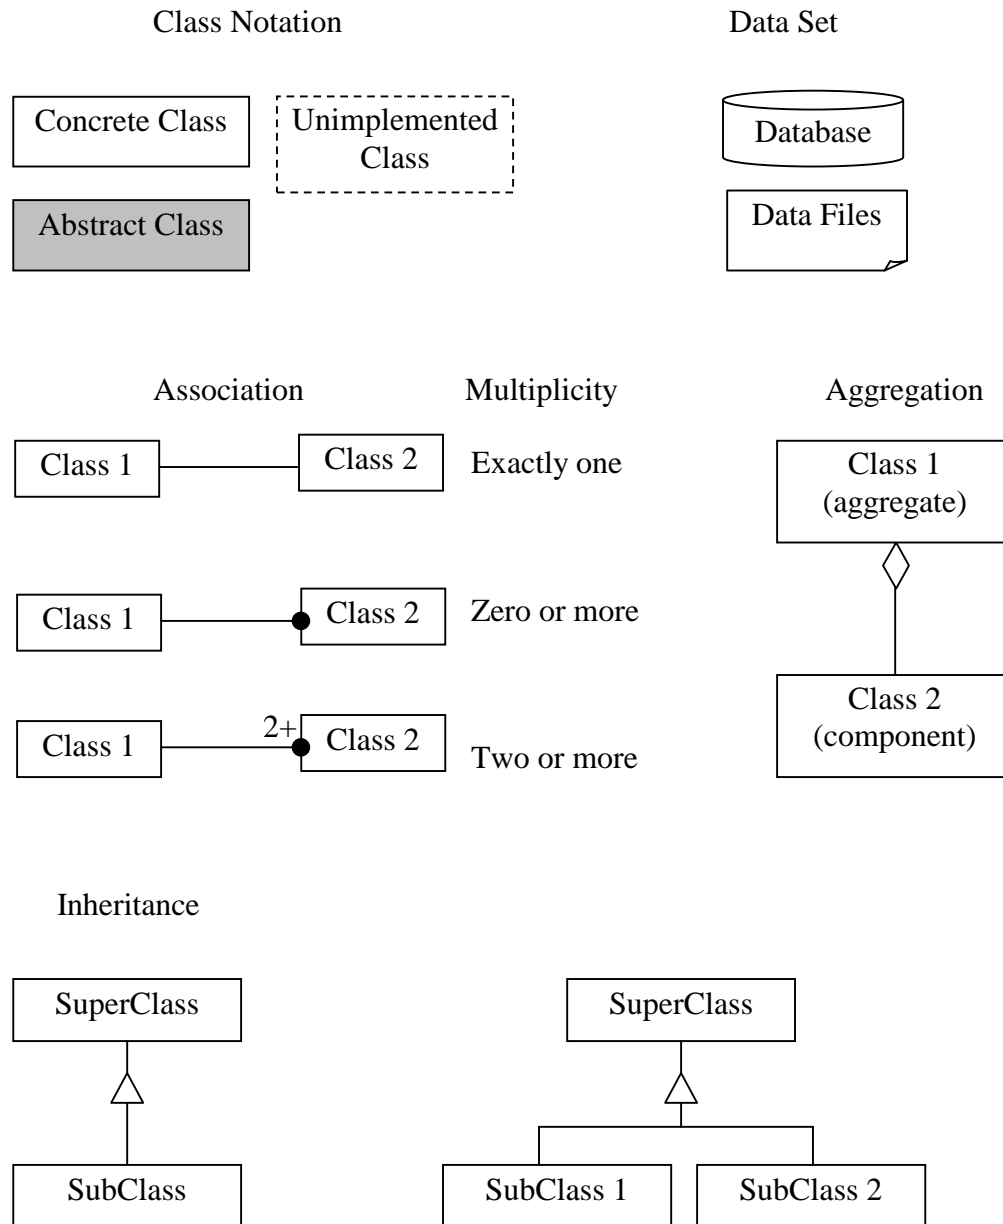 Class Notation
Data Set
Concrete Class
Unimplemented
Class
Database
Abstract Class
Data Files
Association
Multiplicity
Aggregation
Class 1
Class 2
Exactly one
Class 1
(aggregate)
Class 1
Class 2
Zero or more
Class 2
(component)
Class 1
2+
Class 2
Two or more
Inheritance
SuperClass
SuperClass
SubClass
SubClass 1
SubClass 2